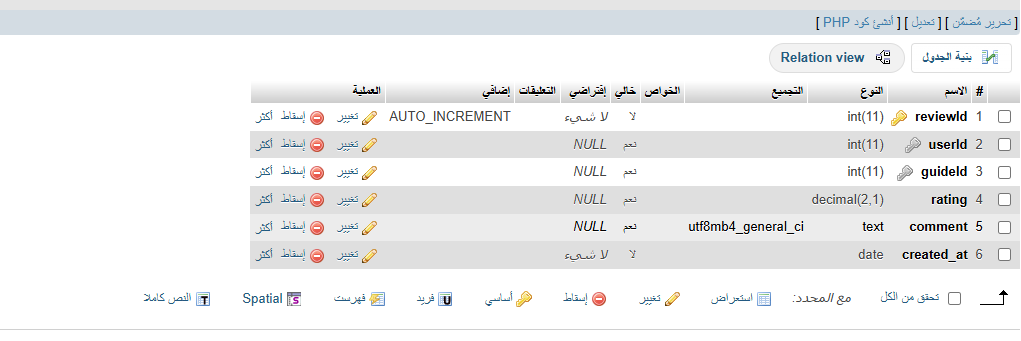 [ تحرير مُضمّن ] [ تعديل ] [ أنشئ كود PHP ]
بنية الجدول Relation view
# الاسم النوع التجميع الخواص خالي إفتراضي التعليقات إضافي العملية
1 reviewId int(11) لا لا شيء AUTO_INCREMENT تغيير إسقاط أكثر
2 userId int(11) نعم NULL تغيير إسقاط أكثر
3 guideId int(11) نعم NULL تغيير إسقاط أكثر
4 rating decimal(2,1) نعم NULL تغيير إسقاط أكثر
5 comment text utf8mb4_general_ci نعم NULL تغيير إسقاط أكثر
6 created_at date لا لا شيء تغيير إسقاط أكثر
تحقق من الكل مع المحدد: استعراض تغيير إسقاط أساسي فريد فهرست Spatial النص كاملا